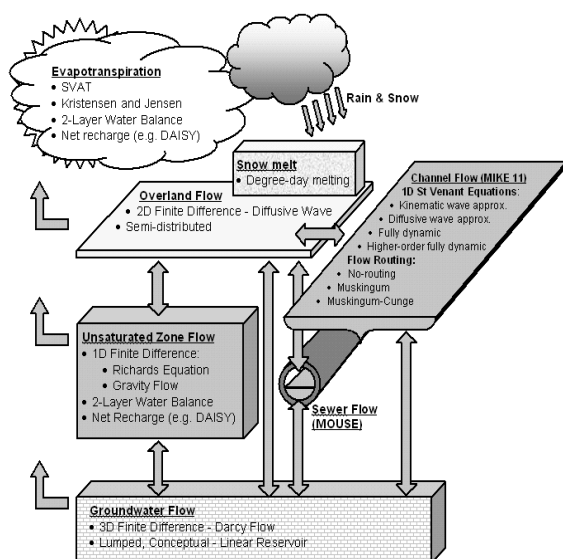 Evapotranspiration
• SVAT
• Kristensen and Jensen
• 2-Layer Water Balance
• Net recharge (e.g. DAISY)
Rain & Snow
Snow melt
• Degree-day melting
Overland Flow
• 2D Finite Difference - Diffusive Wave
• Semi-distributed
Channel Flow (MIKE 11)
1D St Venant Equations:
• Kinematic wave approx.
• Diffusive wave approx.
• Fully dynamic
• Higher-order fully dynamic
Flow Routing:
• No-routing
• Muskingum
• Muskingum-Cunge
Unsaturated Zone Flow
• 1D Finite Difference:
• Richards Equation
• Gravity Flow
• 2-Layer Water Balance
• Net Recharge (e.g. DAISY)
Sewer Flow
(MOUSE)
Groundwater Flow
• 3D Finite Difference - Darcy Flow
• Lumped, Conceptual - Linear Reservoir